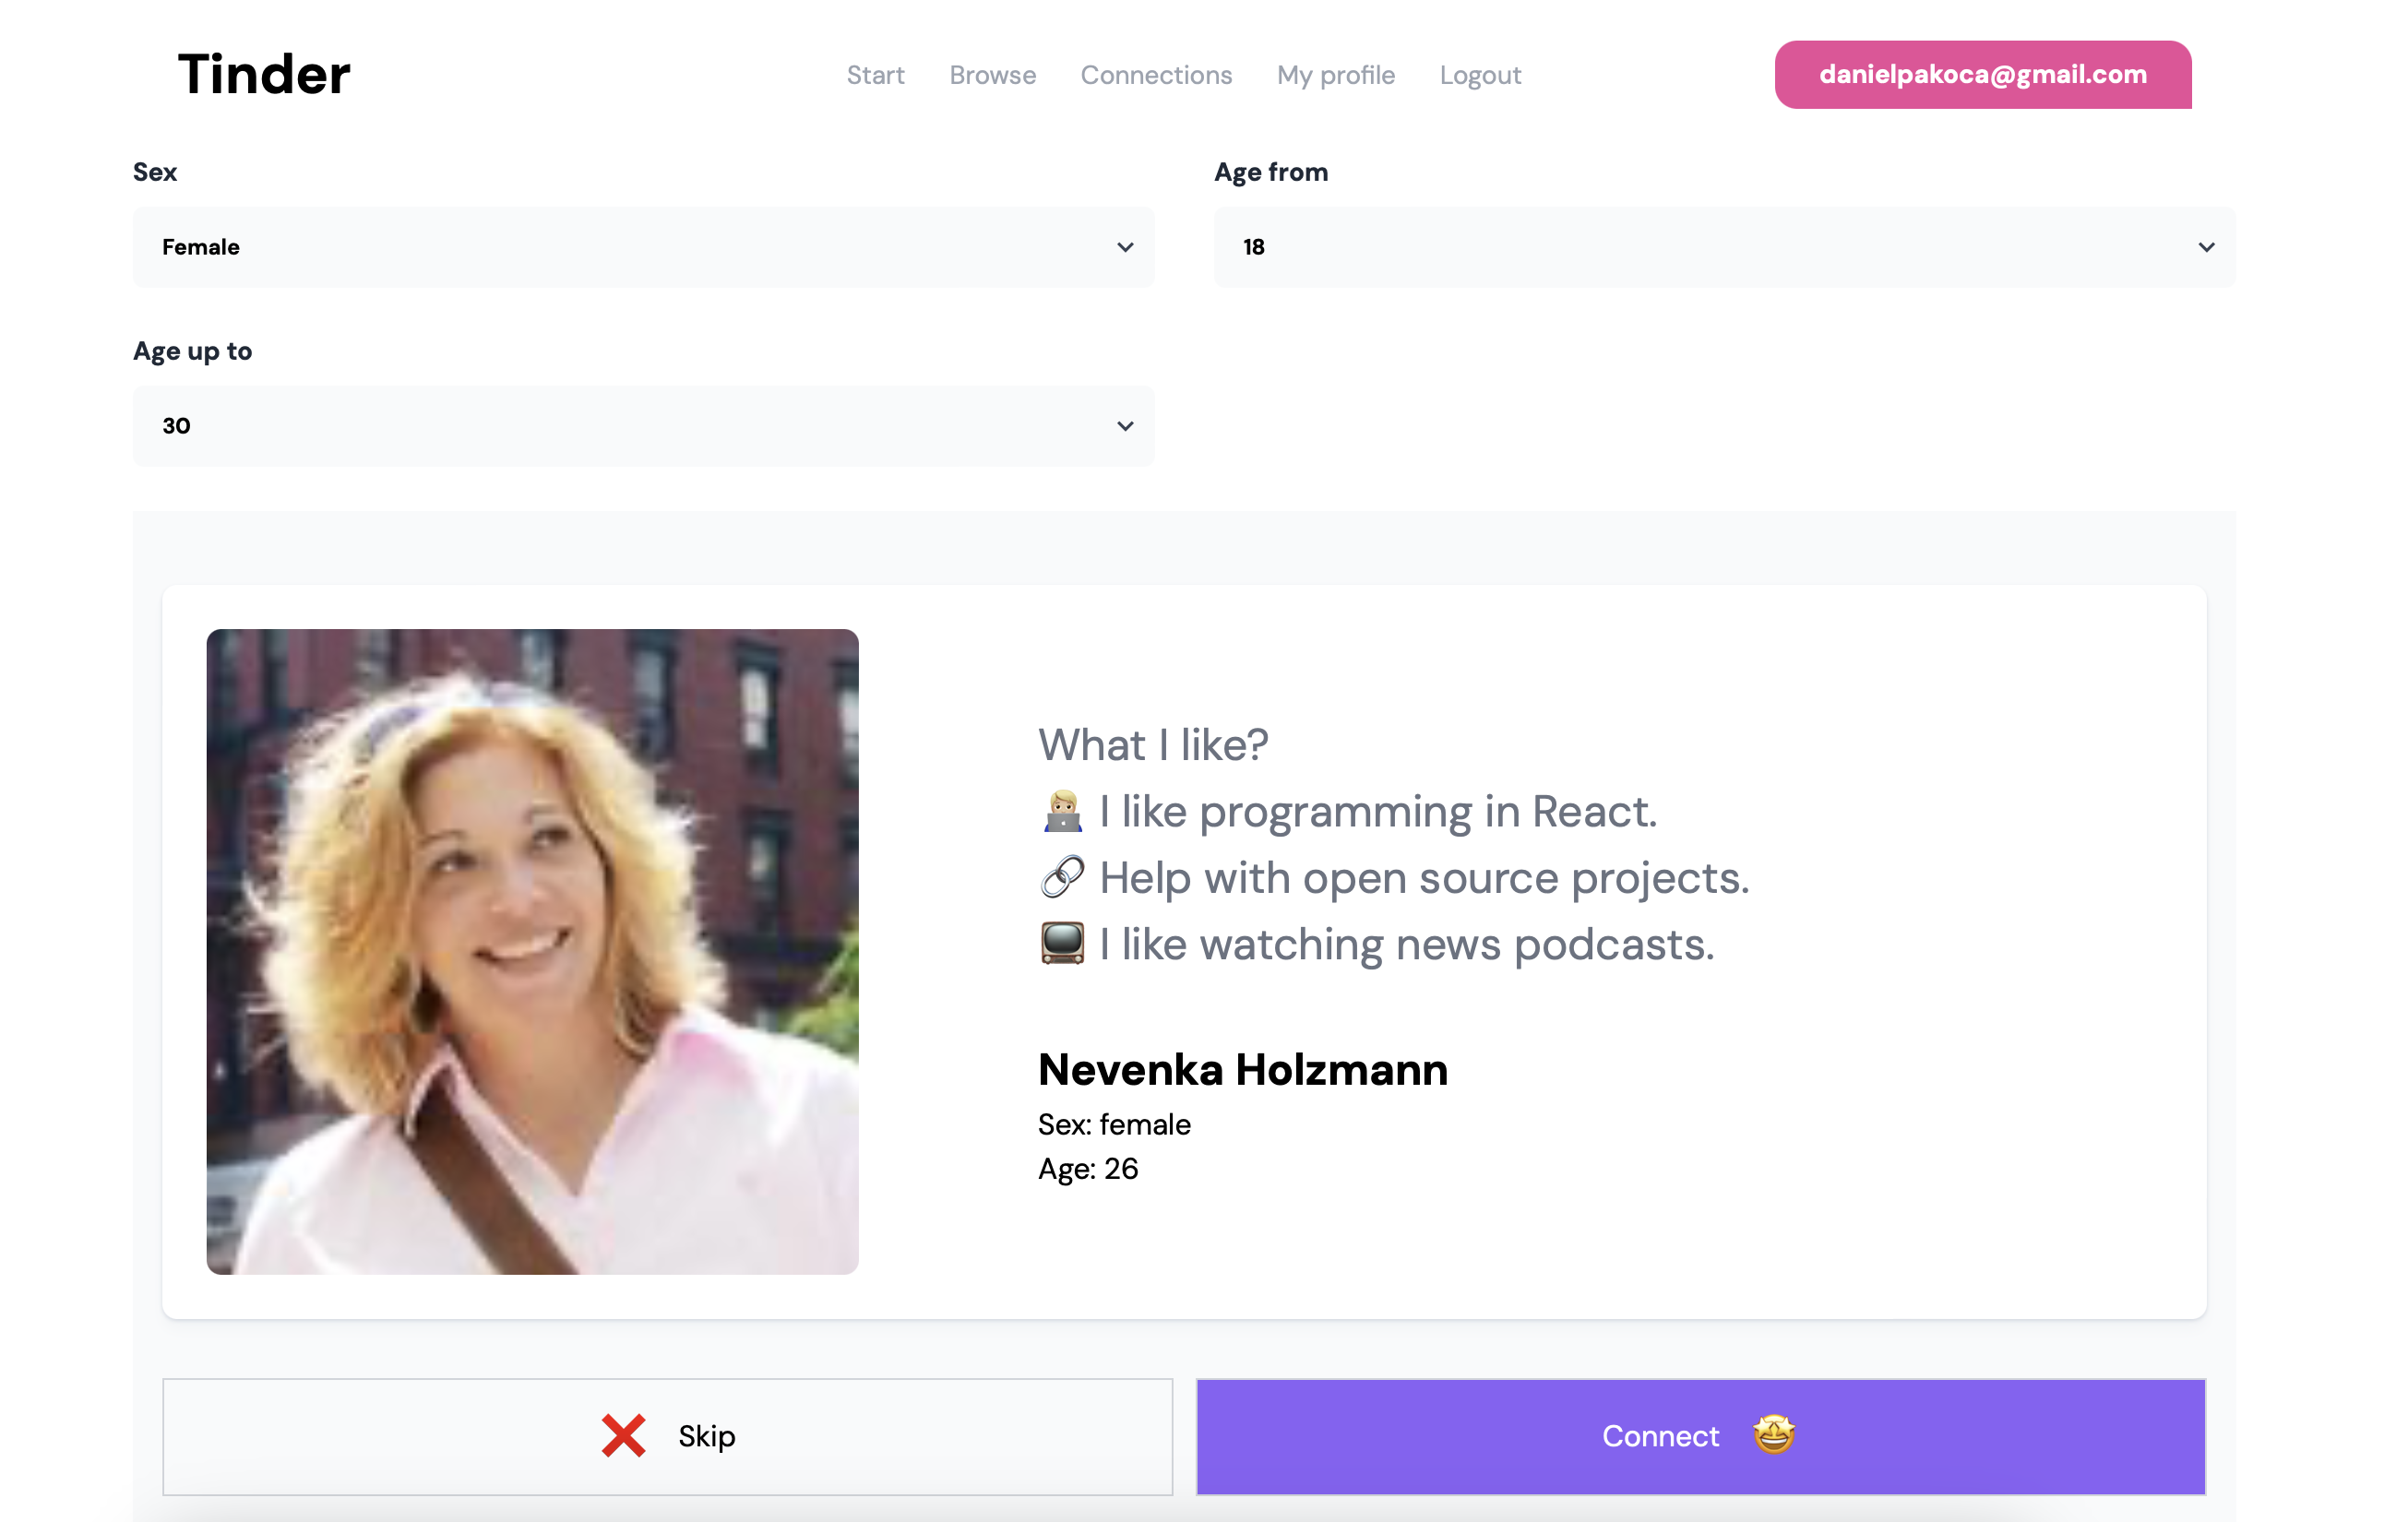 Tinder
Start Browse Connections My profile Logout
danielpakoca@gmail.com
Sex
Female
Age from
18
Age up to
30
What I like?
👨🏼‍💻 I like programming in React.
🔗 Help with open source projects.
📺 I like watching news podcasts.
Nevenka Holzmann
Sex: female
Age: 26
❌ Skip
Connect 🤩